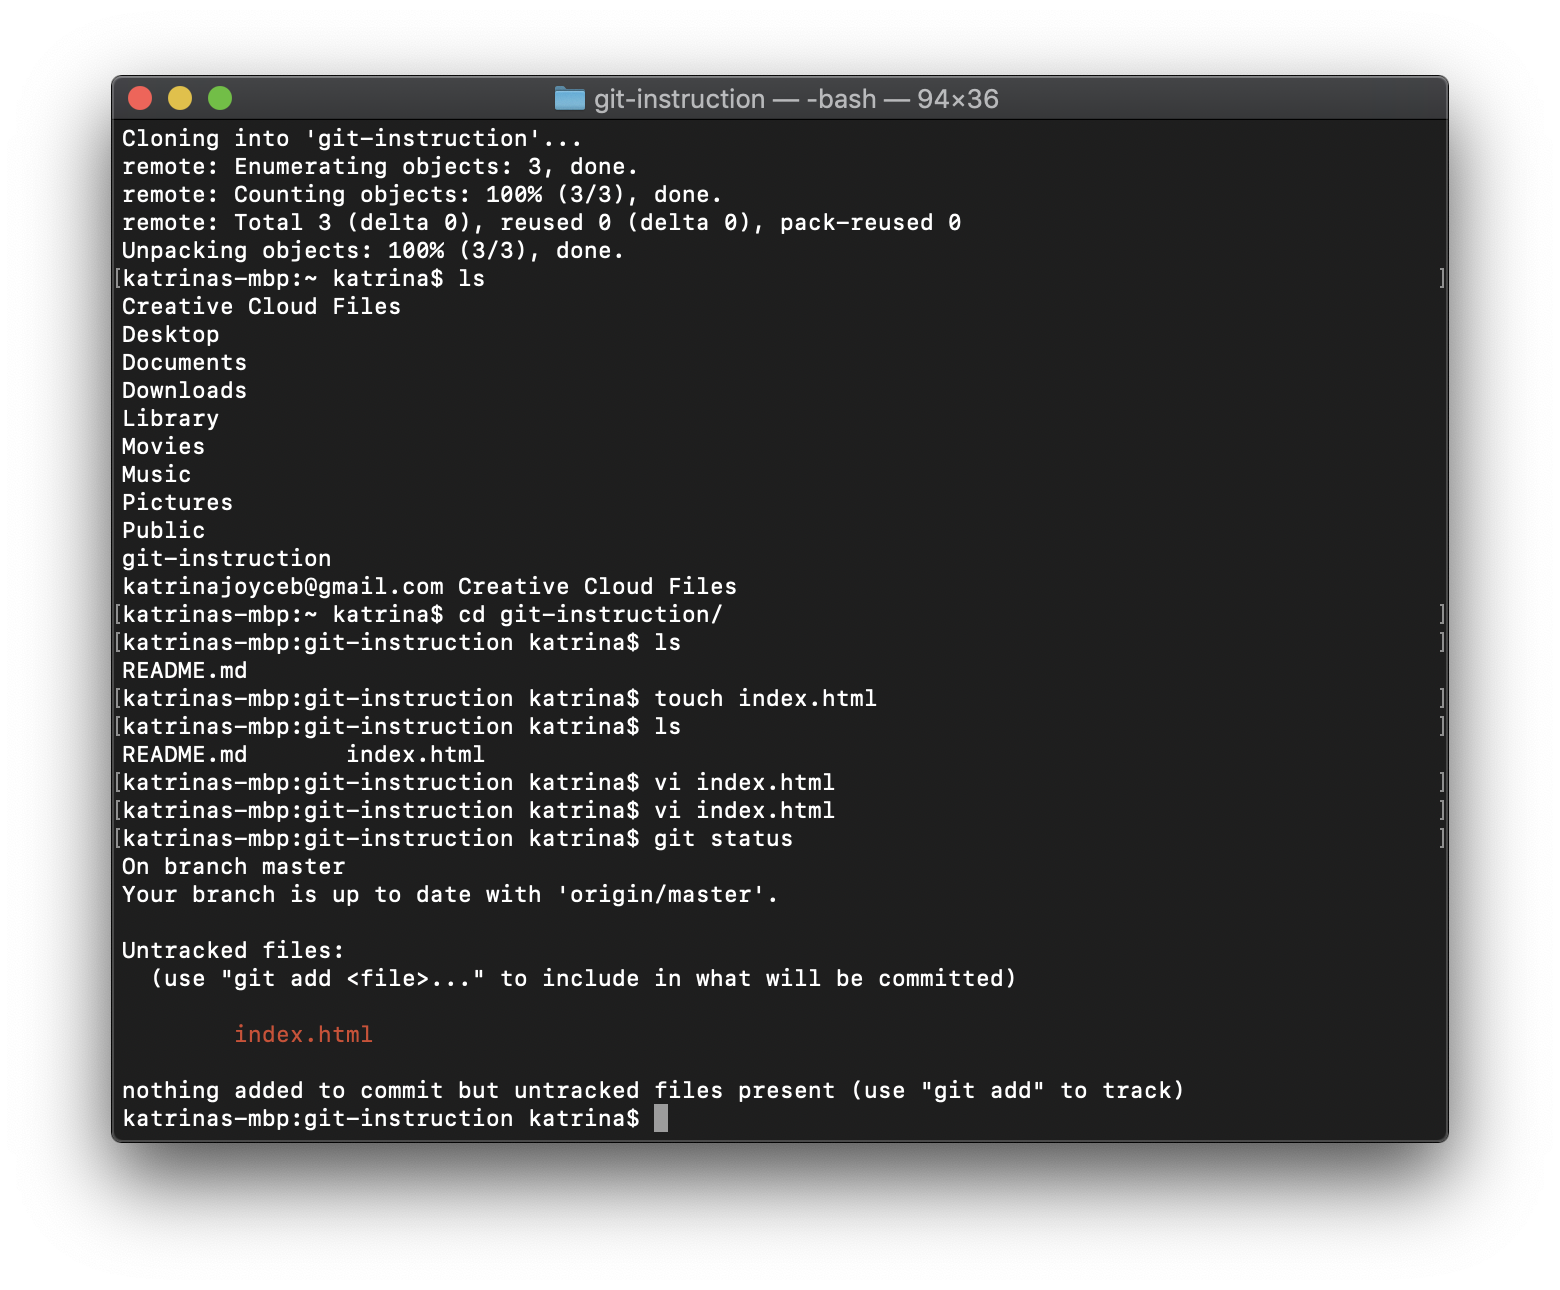 git-instruction — -bash — 94×36
Cloning into 'git-instruction'...
remote: Enumerating objects: 3, done.
remote: Counting objects: 100% (3/3), done.
remote: Total 3 (delta 0), reused 0 (delta 0), pack-reused 0
Unpacking objects: 100% (3/3), done.
[katrinas-mbp:~ katrina$ ls ]
Creative Cloud Files
Desktop
Documents
Downloads
Library
Movies
Music
Pictures
Public
git-instruction
katrinajoyceb@gmail.com Creative Cloud Files
[katrinas-mbp:~ katrina$ cd git-instruction/ ]
[katrinas-mbp:git-instruction katrina$ ls ]
README.md
[katrinas-mbp:git-instruction katrina$ touch index.html ]
[katrinas-mbp:git-instruction katrina$ ls ]
README.md       index.html
[katrinas-mbp:git-instruction katrina$ vi index.html ]
[katrinas-mbp:git-instruction katrina$ vi index.html ]
[katrinas-mbp:git-instruction katrina$ git status ]
On branch master
Your branch is up to date with 'origin/master'.

Untracked files:
  (use "git add <file>..." to include in what will be committed)

        index.html

nothing added to commit but untracked files present (use "git add" to track)
katrinas-mbp:git-instruction katrina$